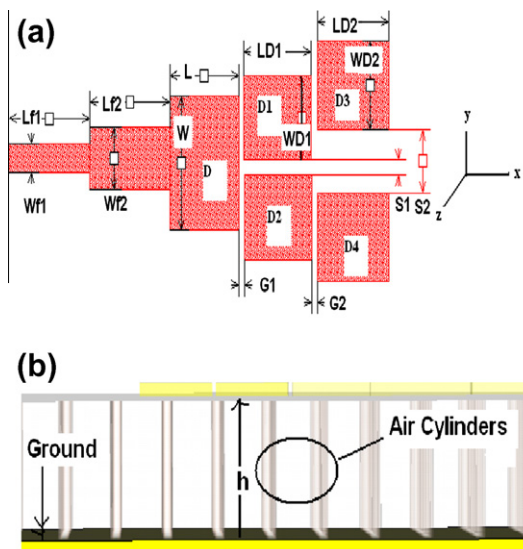 (a)
LD2
LD1
L
WD2
Lf2
D1
D3
Lf1
W
WD1
y
D
x
Wf1
Wf2
D2
S1
S2
z
D4
G1
G2
(b)
Ground
h
Air Cylinders